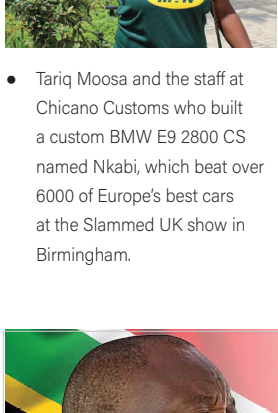 ● Tariq Moosa and the staff at
Chicano Customs who built
a custom BMW E9 2800 CS
named Nkabi, which beat over
6000 of Europe's best cars
at the Slammed UK show in
Birmingham.